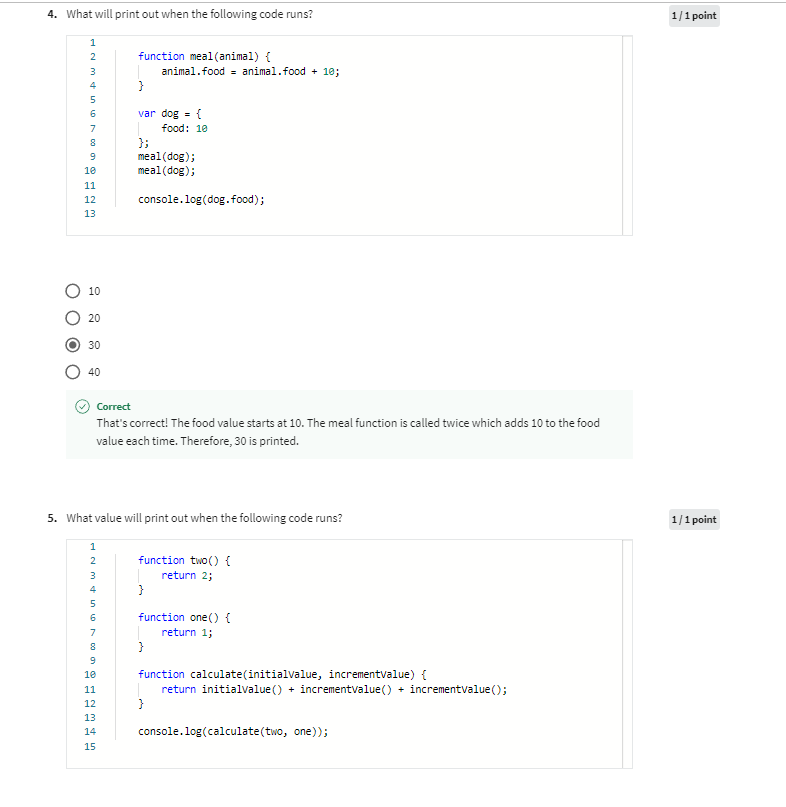 4. What will print out when the following code runs?
1 / 1 point
1
2 function meal(animal) {
3 animal.food = animal.food + 10;
4 }
5
6 var dog = {
7 food: 10
8 };
9 meal(dog);
10 meal(dog);
11
12 console.log(dog.food);
13
10
20
30
40
Correct
That's correct! The food value starts at 10. The meal function is called twice which adds 10 to the food
value each time. Therefore, 30 is printed.
5. What value will print out when the following code runs?
1 / 1 point
1
2 function two() {
3 return 2;
4 }
5
6 function one() {
7 return 1;
8 }
9
10 function calculate(initialValue, incrementValue) {
11 return initialValue() + incrementValue() + incrementValue();
12 }
13
14 console.log(calculate(two, one));
15